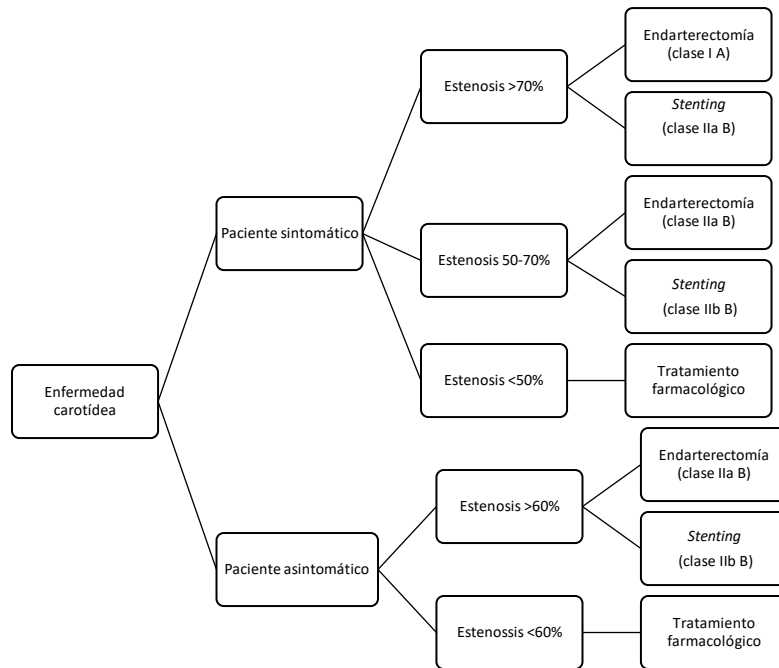 Endarterectomía
(clase I A)
Estenosis >70%
Stenting
(clase IIa B)
Endarterectomía
(clase IIa B)
Paciente sintomático
Estenosis 50-70%
Stenting
(clase IIb B)
Estenosis <50%
Tratamiento
farmacológico
Enfermedad
carotídea
Endarterectomía
(clase IIa B)
Estenosis >60%
Stenting
(clase IIb B)
Paciente asintomático
Estenossis <60%
Tratamiento
farmacológico